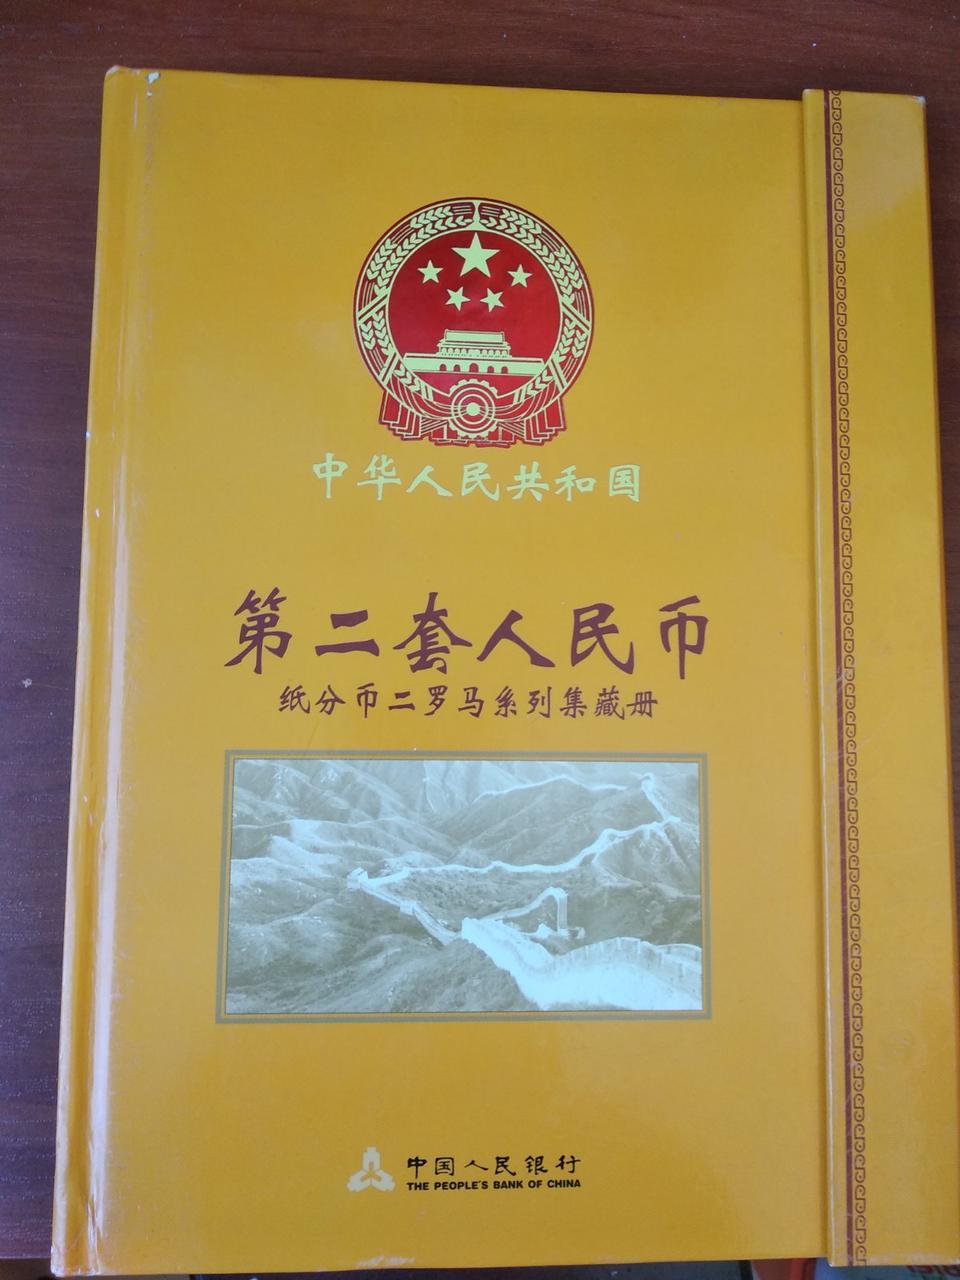 中华人民共和国
第二套人民币
纸分币二罗马系列集藏册
中国人民银行
THE PEOPLE'S BANK OF CHINA